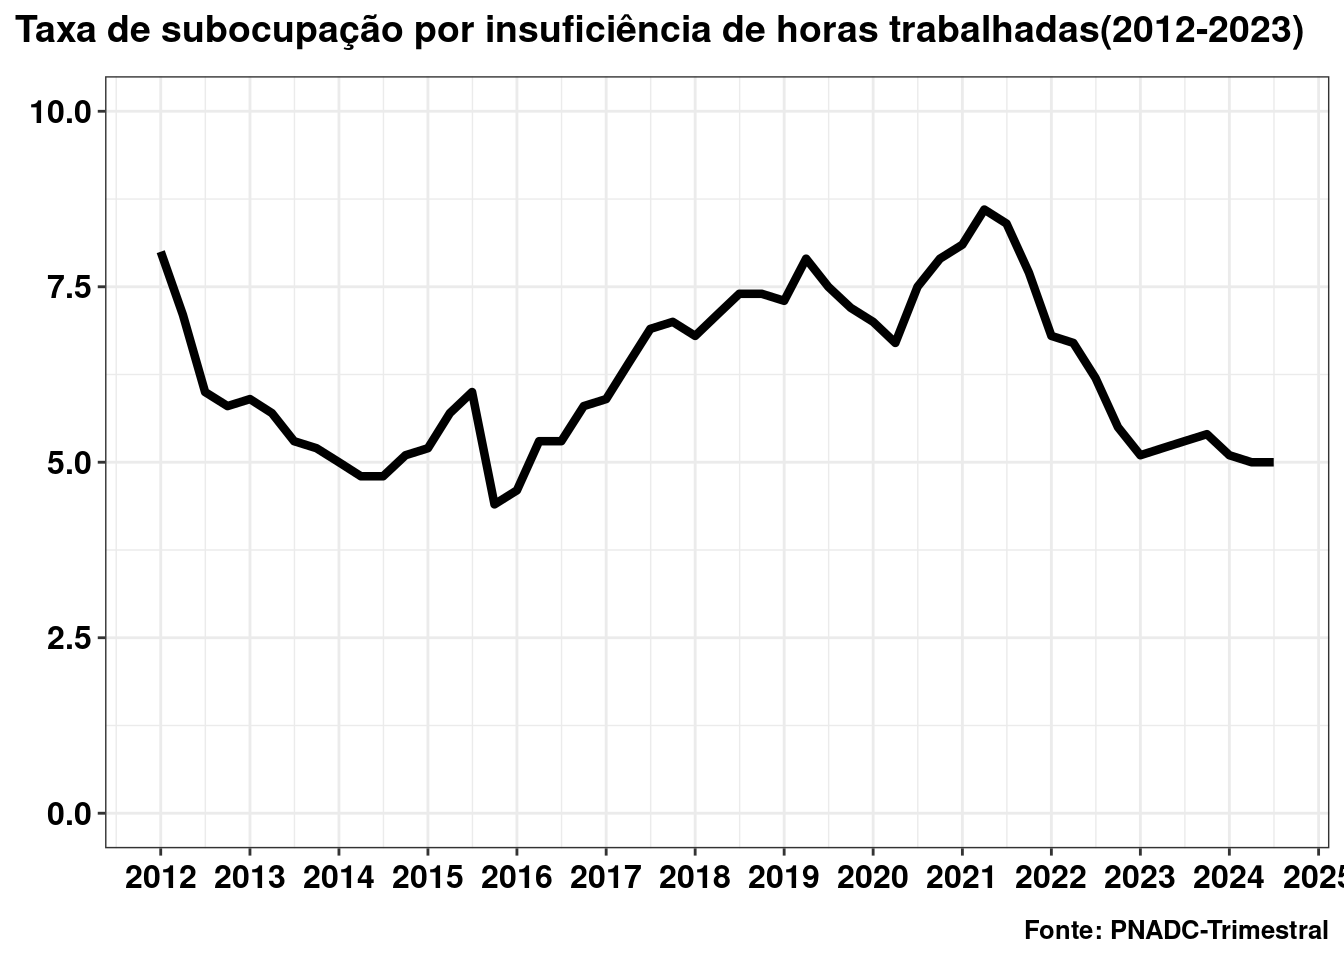 Taxa de subocupação por insuficiência de horas trabalhadas(2012-2023)
10.0
7.5
5.0
2.5
0.0
2012 2013 2014 2015 2016 2017 2018 2019 2020 2021 2022 2023 2024 2025
Fonte: PNADC-Trimestral